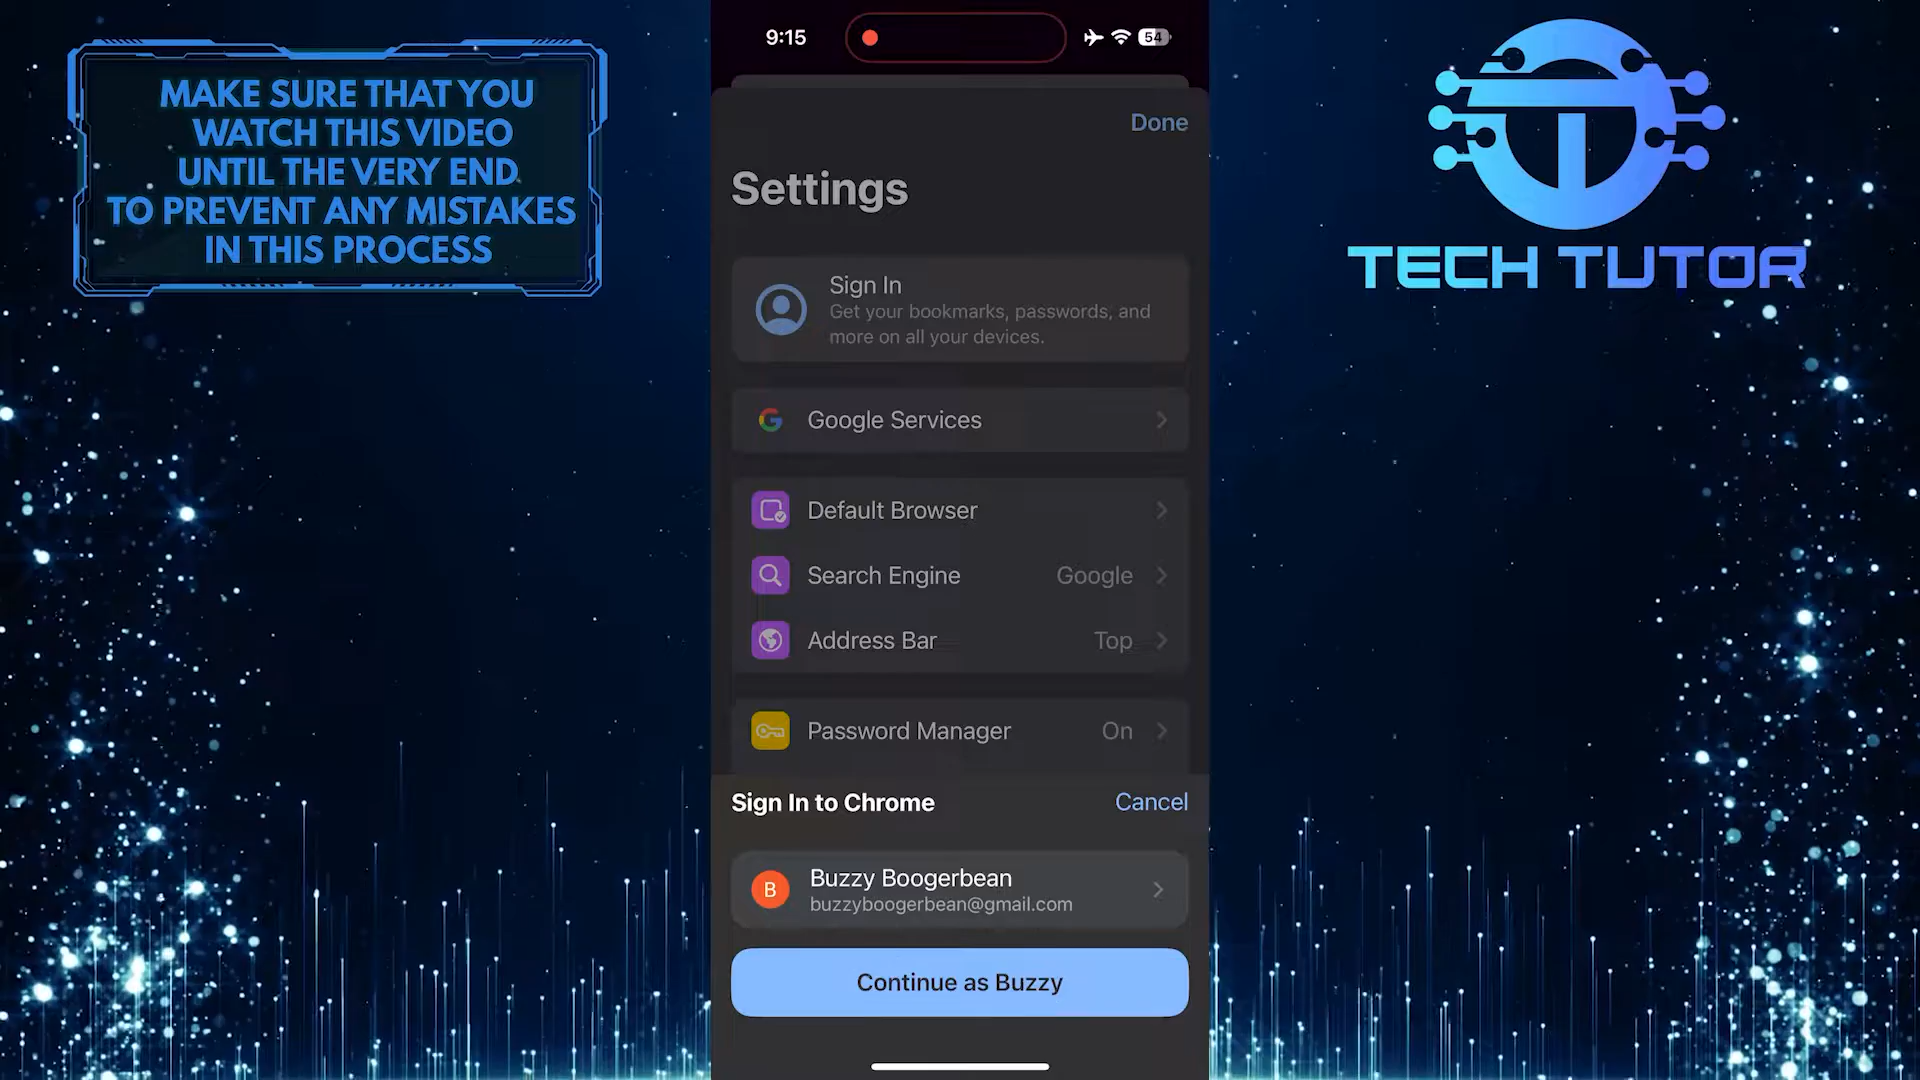 MAKE SURE THAT YOU
WATCH THIS VIDEO
UNTIL THE VERY END
TO PREVENT ANY MISTAKES
IN THIS PROCESS
9:15
54
Done
Settings
Sign In
Get your bookmarks, passwords, and
more on all your devices.
Google Services
Default Browser
Search Engine Google
Address Bar Top
Password Manager On
Sign In to Chrome Cancel
B
Buzzy Boogerbean
buzzyboogerbean@gmail.com
Continue as Buzzy
TECH TUTOR